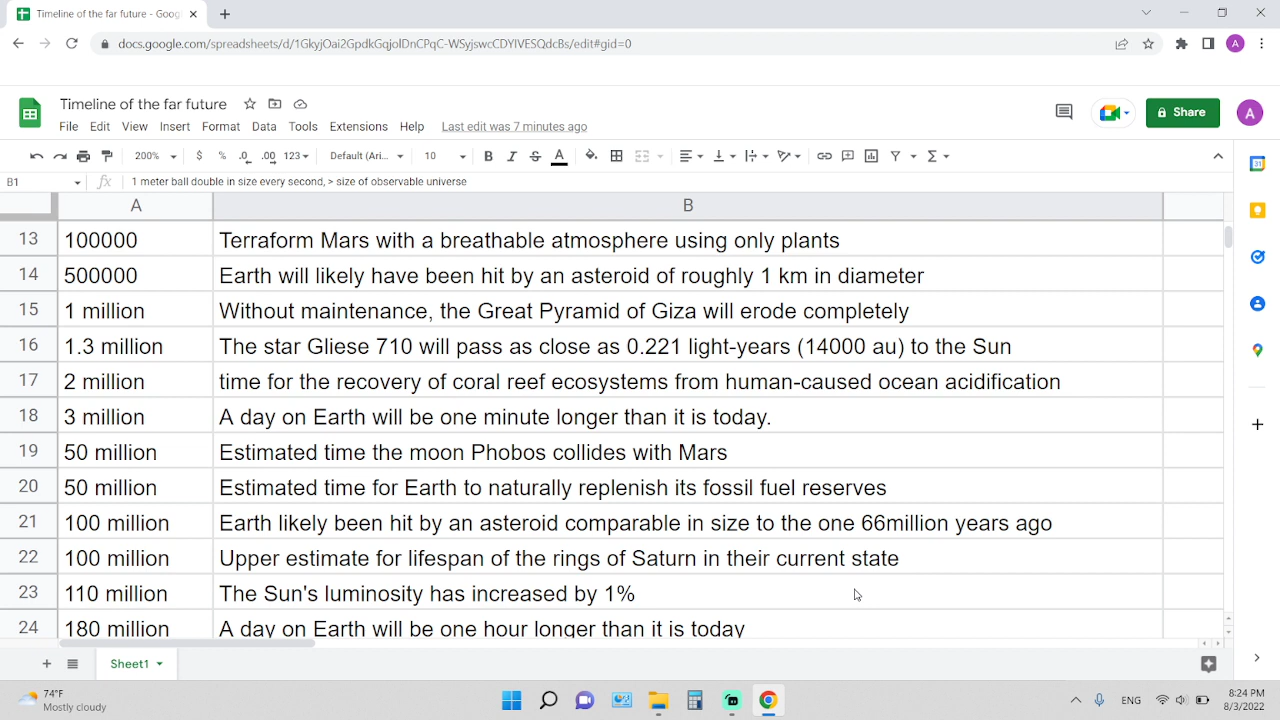 Timeline of the far future - Goog
docs.google.com/spreadsheets/d/1GkyjOai2GpdkGqjolDnCPqC-WSyjswcCDYIVESQdcBs/edit#gid=0
A
Timeline of the far future
File Edit View Insert Format Data Tools Extensions Help Last edit was 7 minutes ago
Share
A
200% $ % .0 .00 123 Default (Ari... 10 B I S A
B1 fx 1 meter ball double in size every second, > size of observable universe
31
A B
13 100000 Terraform Mars with a breathable atmosphere using only plants
14 500000 Earth will likely have been hit by an asteroid of roughly 1 km in diameter
15 1 million Without maintenance, the Great Pyramid of Giza will erode completely
16 1.3 million The star Gliese 710 will pass as close as 0.221 light-years (14000 au) to the Sun
17 2 million time for the recovery of coral reef ecosystems from human-caused ocean acidification
18 3 million A day on Earth will be one minute longer than it is today.
19 50 million Estimated time the moon Phobos collides with Mars
20 50 million Estimated time for Earth to naturally replenish its fossil fuel reserves
21 100 million Earth likely been hit by an asteroid comparable in size to the one 66million years ago
22 100 million Upper estimate for lifespan of the rings of Saturn in their current state
23 110 million The Sun's luminosity has increased by 1%
24 180 million A day on Earth will be one hour longer than it is today
Sheet1
74°F
Mostly cloudy
ENG
8:24 PM
8/3/2022